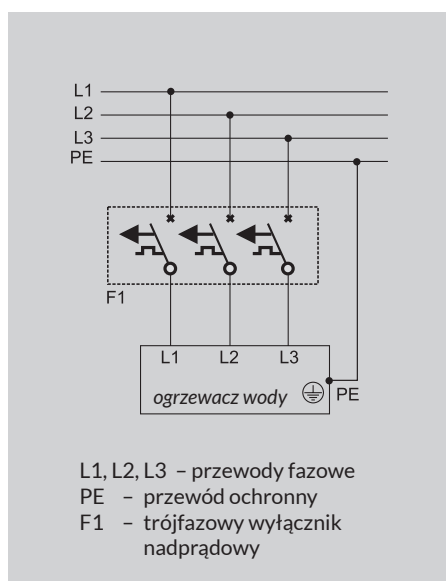 L1
L2
L3
PE
F1
L1 L2 L3
ogrzewacz wody PE
L1, L2, L3 – przewody fazowe
PE – przewód ochronny
F1 – trójfazowy wyłącznik
nadprądowy